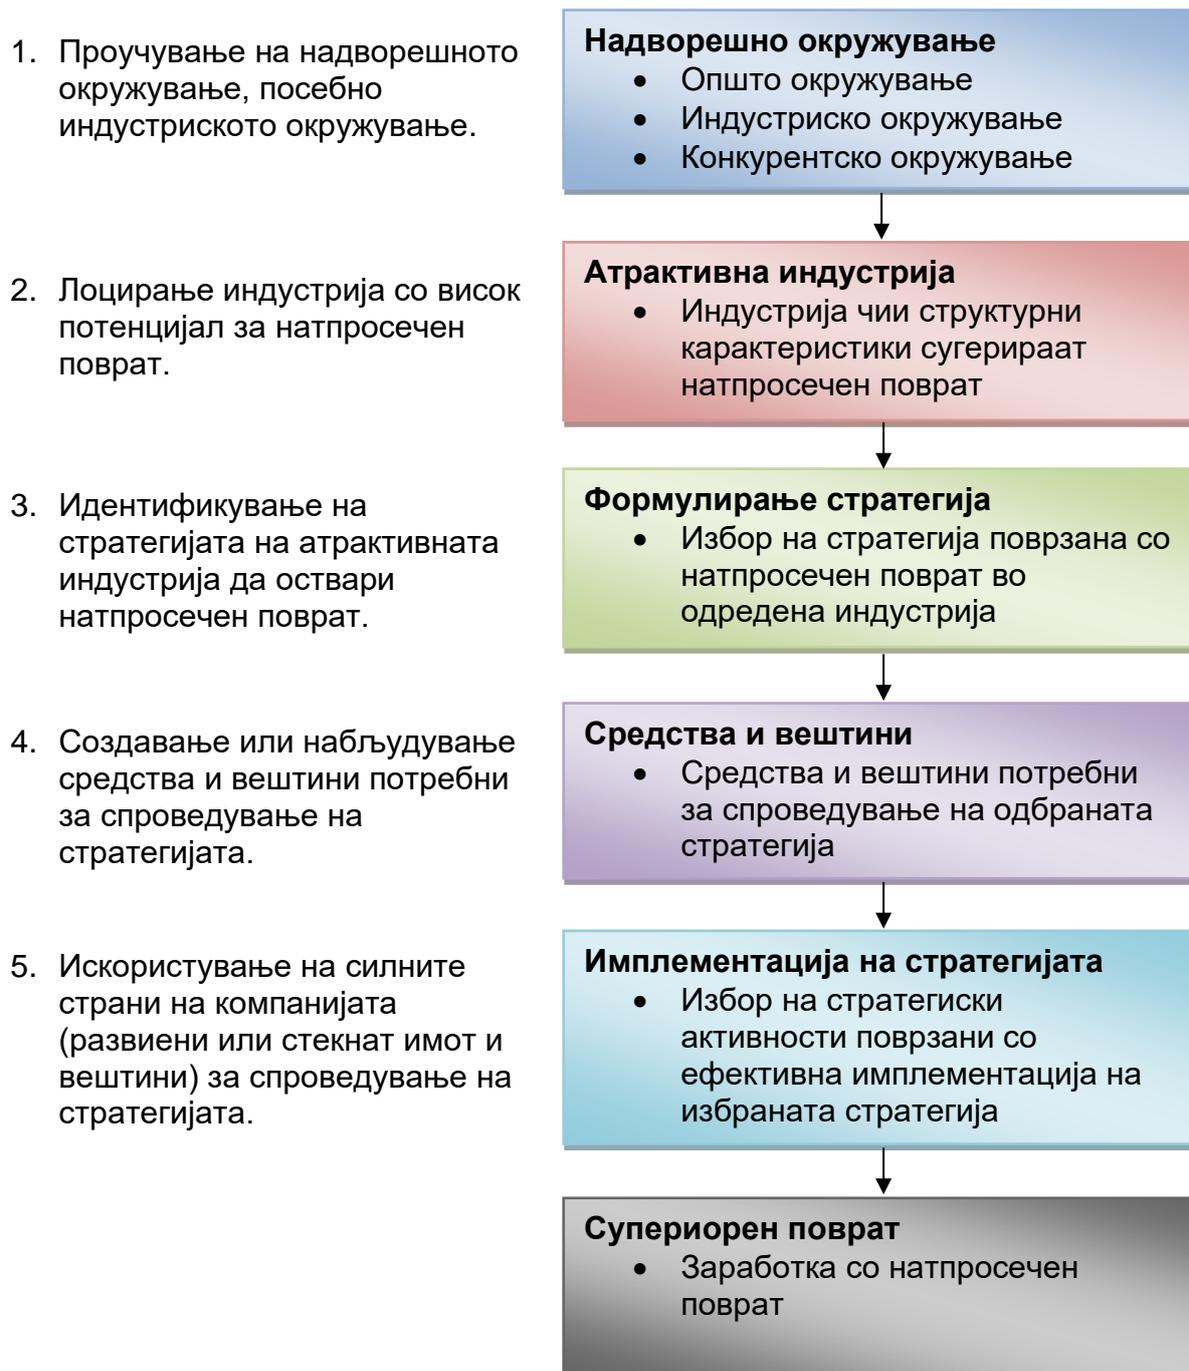 1. Проучување на надворешното
окружување, посебно
индустриското окружување.
Надворешно окружување
• Општо окружување
• Индустриско окружување
• Конкурентско окружување
2. Лоцирање индустрија со висок
потенцијал за натпросечен
поврат.
Атрактивна индустрија
• Индустрија чии структурни
карактеристики сугерираат
натпросечен поврат
3. Идентификување на
стратегијата на атрактивната
индустрија да оствари
натпросечен поврат.
Формулирање стратегија
• Избор на стратегија поврзана со
натпросечен поврат во
одредена индустрија
4. Создавање или набљудување
средства и вештини потребни
за спроведување на
стратегијата.
Средства и вештини
• Средства и вештини потребни
за спроведување на одбраната
стратегија
5. Искористување на силните
страни на компанијата
(развиени или стекнат имот и
вештини) за спроведување на
стратегијата.
Имплементација на стратегијата
• Избор на стратегиски
активности поврзани со
ефективна имплементација на
избраната стратегија
Супериорен поврат
• Заработка со натпросечен
поврат